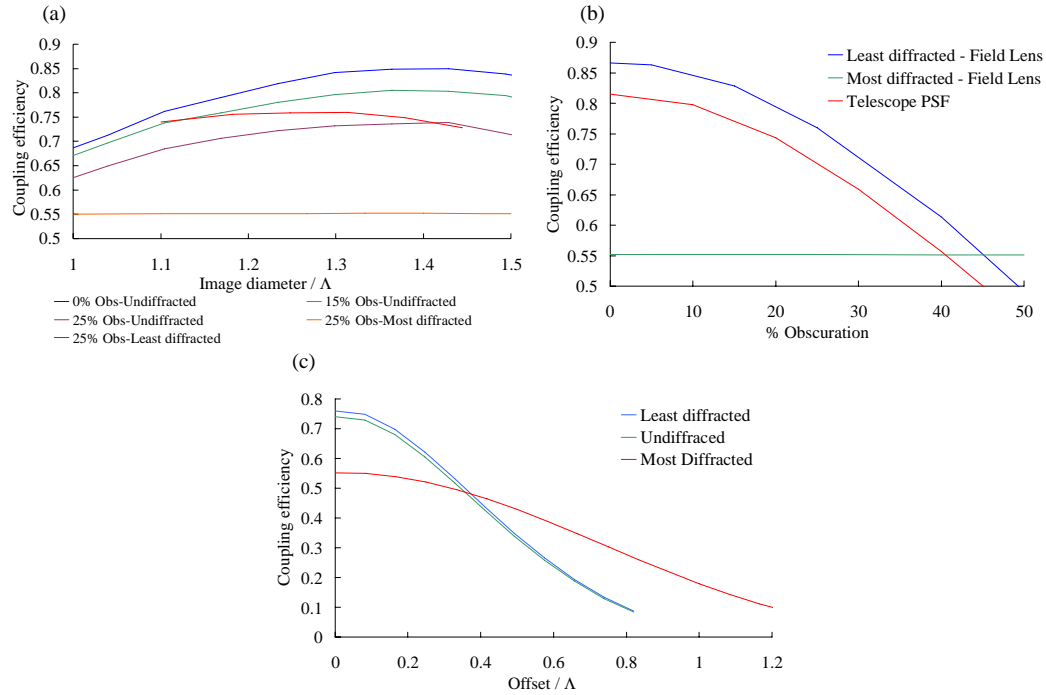 (a)
Coupling efficiency
0.9
0.85
0.8
0.75
0.7
0.65
0.6
0.55
0.5
1 1.1 1.2 1.3 1.4 1.5
Image diameter / Λ
0% Obs-Undiffracted 15% Obs-Undiffracted
25% Obs-Undiffracted 25% Obs-Most diffracted
25% Obs-Least diffracted
(b)
Coupling efficiency
0.9
0.85
0.8
0.75
0.7
0.65
0.6
0.55
0.5
0 10 20 30 40 50
% Obscuration
Least diffracted - Field Lens
Most diffracted - Field Lens
Telescope PSF
(c)
Coupling efficiency
0.8
0.7
0.6
0.5
0.4
0.3
0.2
0.1
0
0 0.2 0.4 0.6 0.8 1 1.2
Offset / Λ
Least diffracted
Undiffraced
Most Diffracted